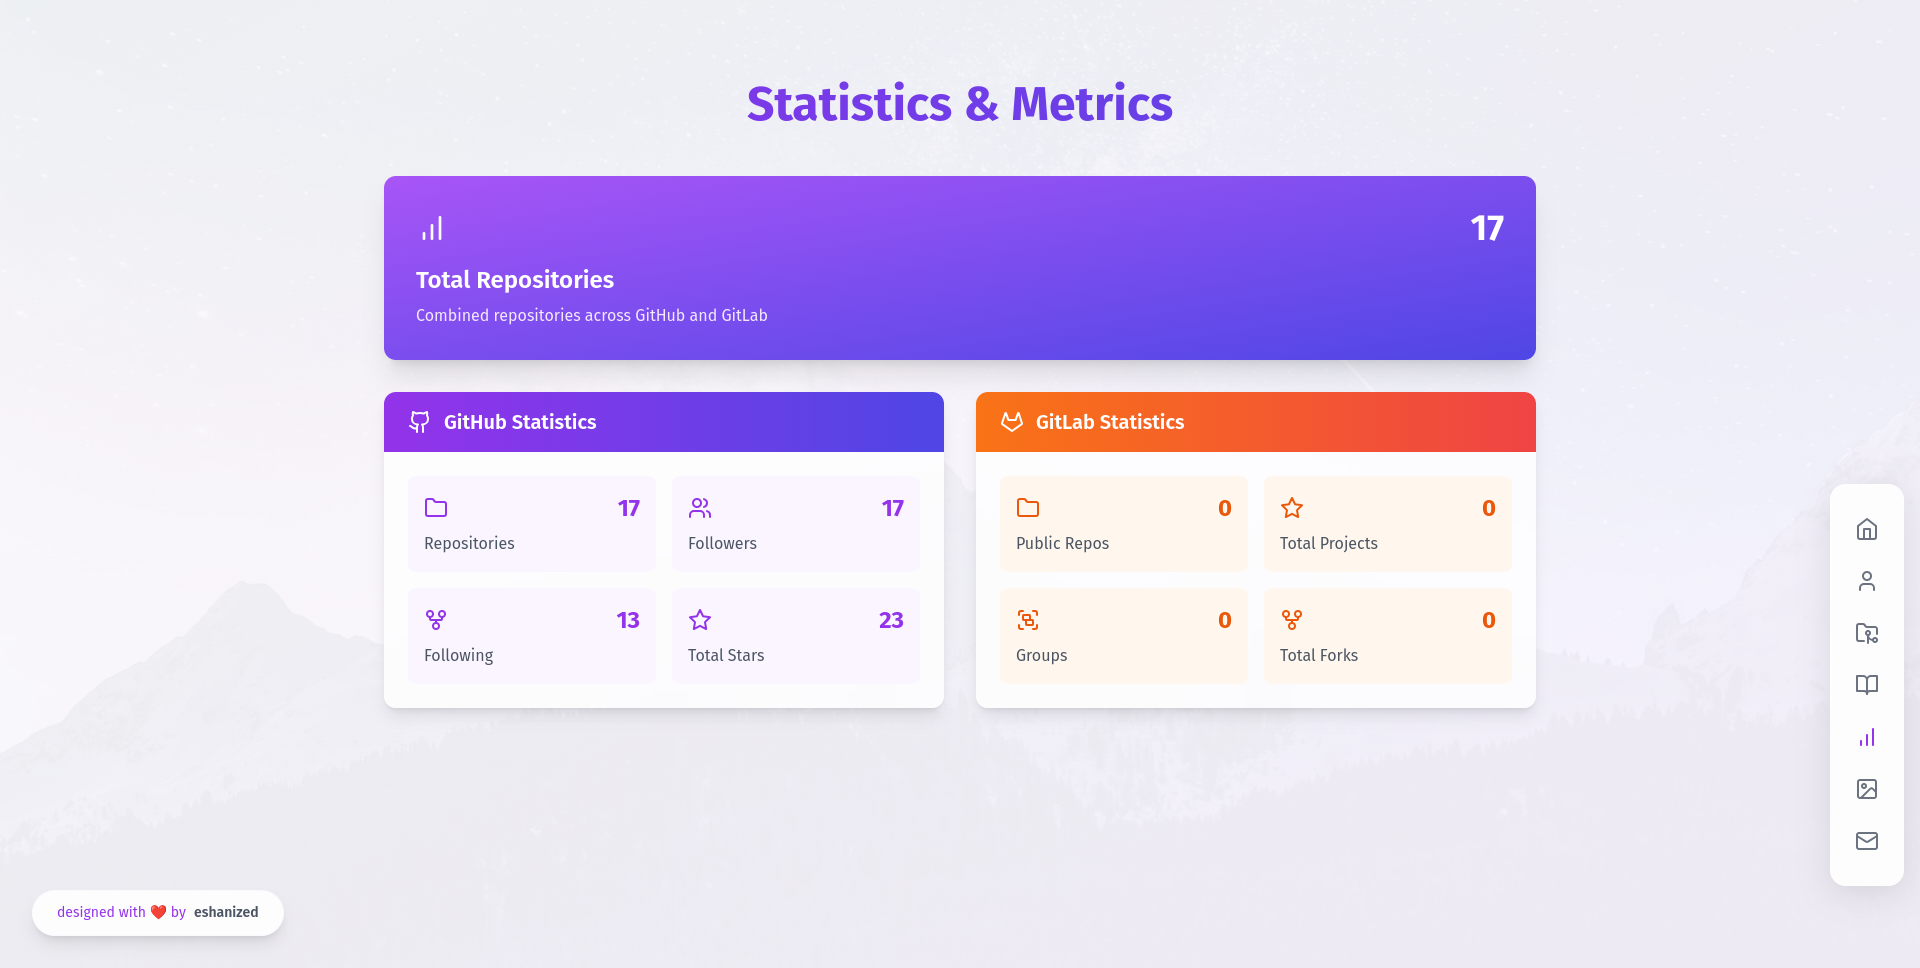 Statistics & Metrics
17
Total Repositories
Combined repositories across GitHub and GitLab
GitHub Statistics
17
Repositories
17
Followers
13
Following
23
Total Stars
GitLab Statistics
0
Public Repos
0
Total Projects
0
Groups
0
Total Forks
designed with ❤️ by eshanized